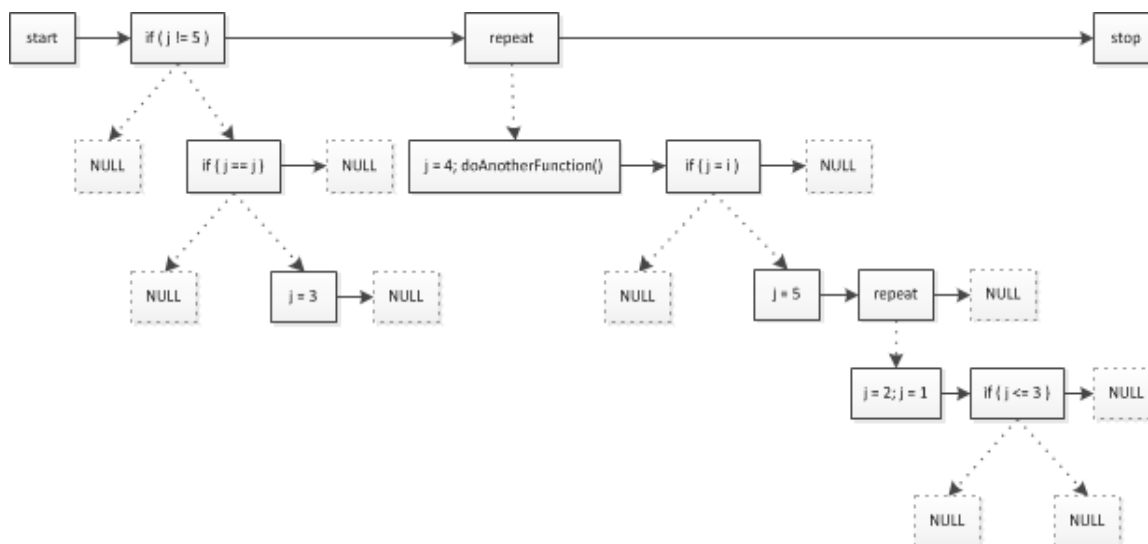 start
if ( j != 5 )
repeat
stop
NULL
if ( j == j )
NULL
j = 4; doAnotherFunction()
if ( j = i )
NULL
NULL
j = 3
NULL
NULL
j = 5
repeat
NULL
j = 2; j = 1
if ( j <= 3 )
NULL
NULL
NULL